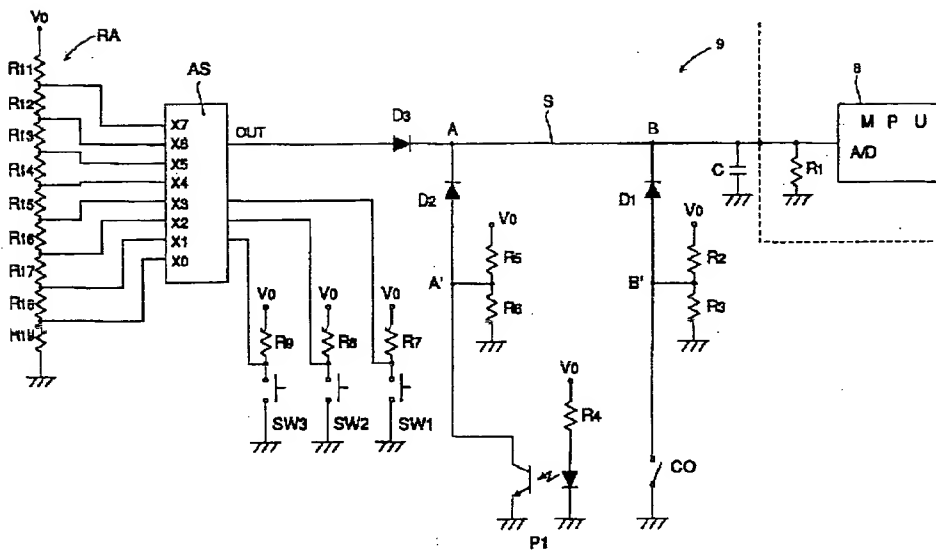 V0
RA
R11
R12
R13
R14
R15
R16
R17
R18
R19
AS
X7
X6
X5
X4
X3
X2
X1
X0
OUT
D3
A
S
B
9
8
M P U
A/D
C
R1
D2
D1
V0
R5
A'
R6
V0
R2
B'
R3
V0
V0
V0
R9
R8
R7
SW3
SW2
SW1
V0
R4
CO
P1